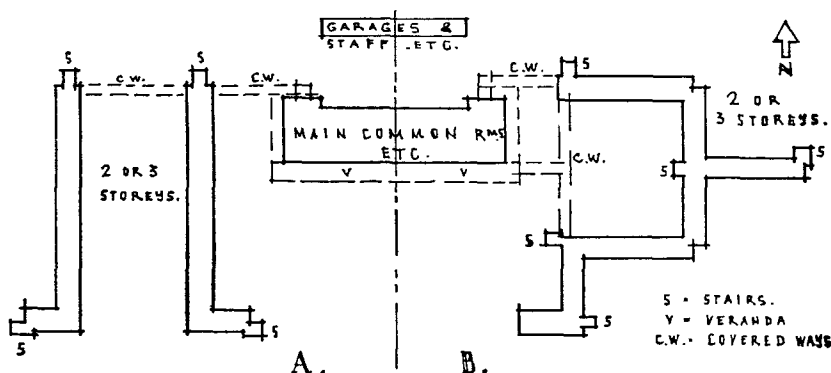 GARAGES &
STAFF .ETC.
S
S
C.W.
C.W.
C.W.
S
N
2 OR
3 STOREYS.
MAIN COMMON RMS
ETC.
C.W.
S
S
2 OR 3
STOREYS.
V
V
S
S
S
S
S = STAIRS.
V = VERANDA
C.W. = COVERED WAYS
A.
B.